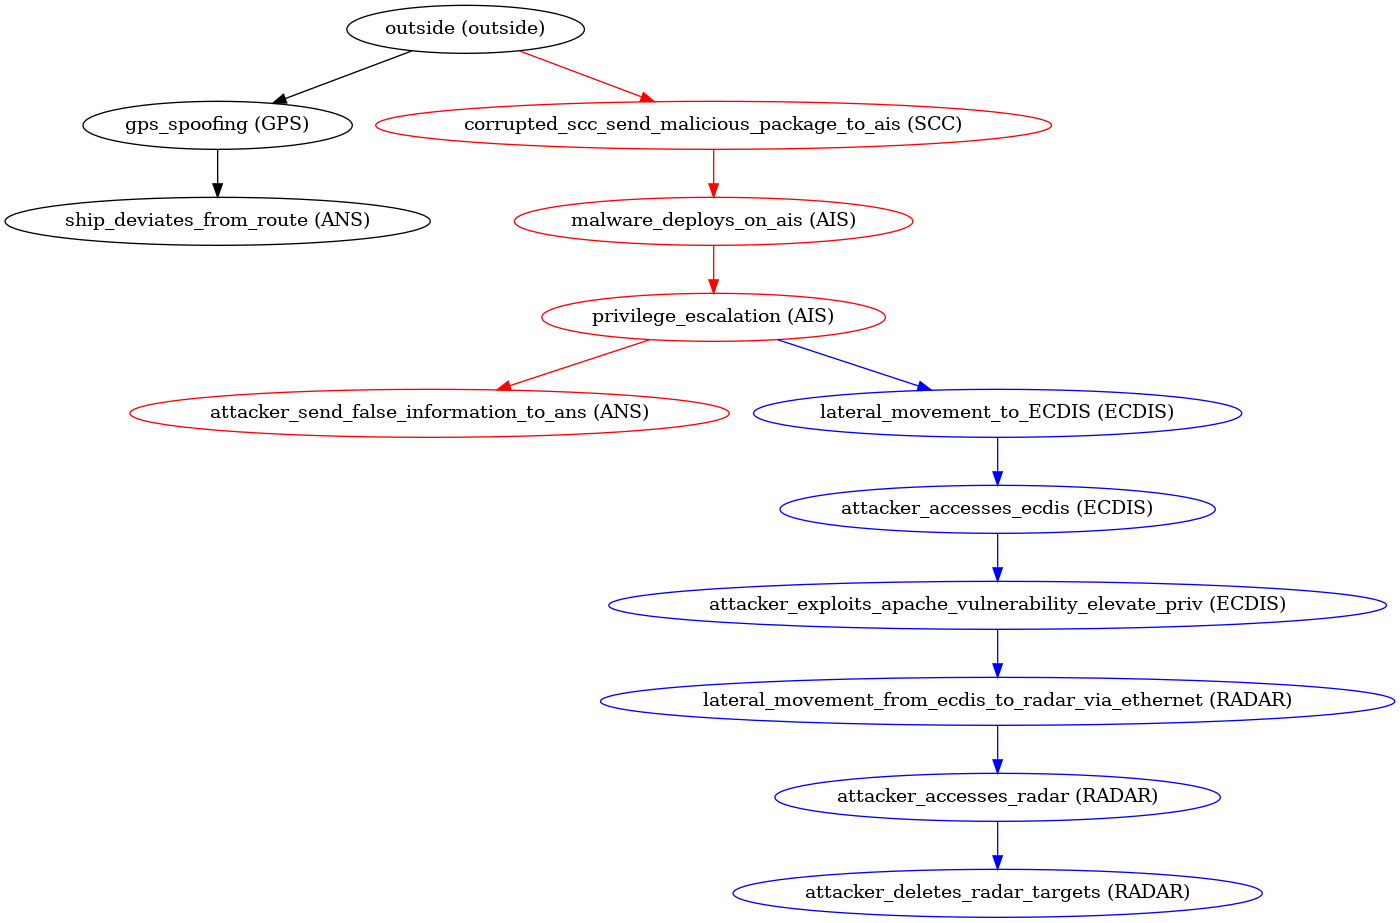 outside (outside)
gps_spoofing (GPS)
corrupted_scc_send_malicious_package_to_ais (SCC)
ship_deviates_from_route (ANS)
malware_deploys_on_ais (AIS)
privilege_escalation (AIS)
attacker_send_false_information_to_ans (ANS)
lateral_movement_to_ECDIS (ECDIS)
attacker_accesses_ecdis (ECDIS)
attacker_exploits_apache_vulnerability_elevate_priv (ECDIS)
lateral_movement_from_ecdis_to_radar_via_ethernet (RADAR)
attacker_accesses_radar (RADAR)
attacker_deletes_radar_targets (RADAR)